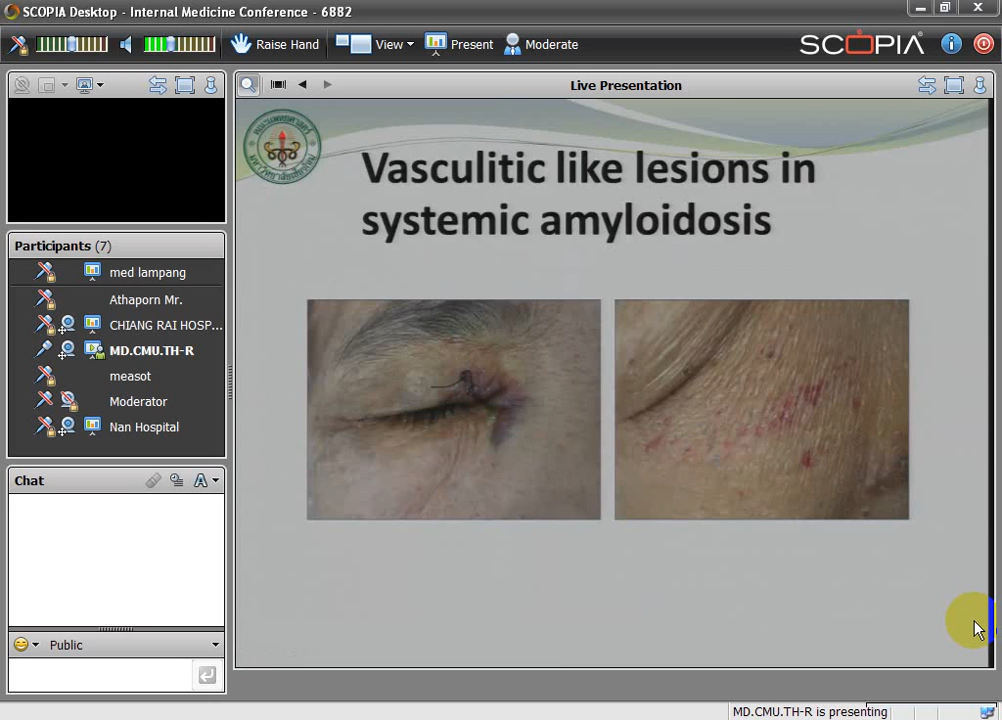 SCOPIA Desktop - Internal Medicine Conference - 6882
Raise Hand
View
Present
Moderate
SCOPIA
Live Presentation
Participants (7)
med lampang
Athaporn Mr.
CHIANG RAI HOSP...
MD.CMU.TH-R
measot
Moderator
Nan Hospital
Chat
A
Public
Vasculitic like lesions in
systemic amyloidosis
MD.CMU.TH-R is presenting